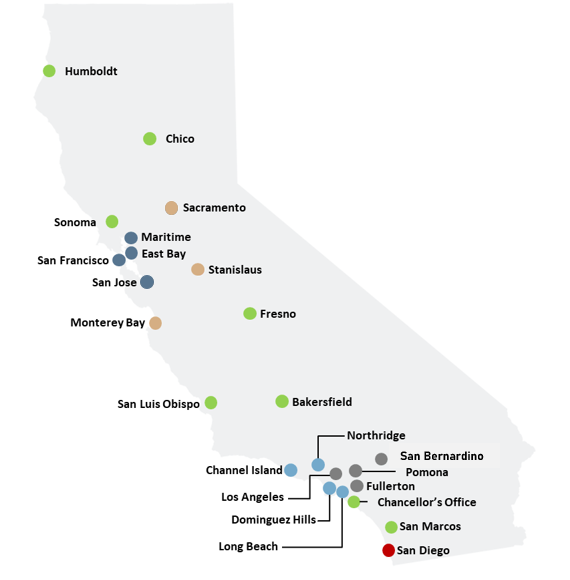 Humboldt
Chico
Sacramento
Sonoma
Maritime
East Bay
San Francisco
Stanislaus
San Jose
Fresno
Monterey Bay
San Luis Obispo
Bakersfield
Northridge
San Bernardino
Channel Island
Pomona
Fullerton
Los Angeles
Chancellor's Office
Dominguez Hills
San Marcos
Long Beach
San Diego